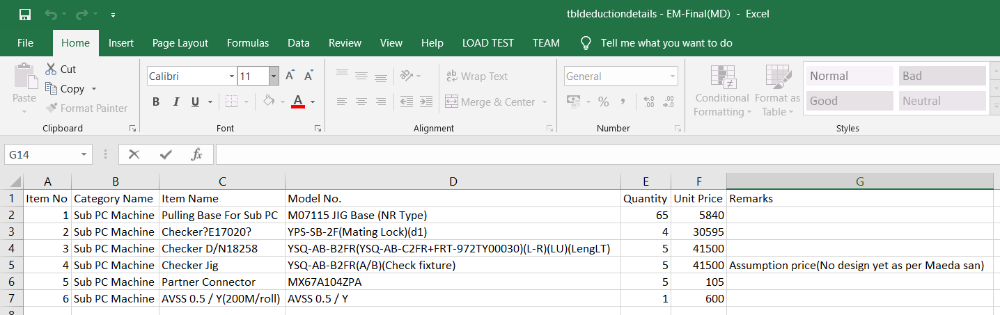 tbldeductiondetails - EM-Final(MD) - Excel
File Home Insert Page Layout Formulas Data Review View Help LOAD TEST TEAM Tell me what you want to do
Paste
Cut
Copy
Format Painter
Clipboard
Calibri 11 A A
B I U A
Font
ab Wrap Text
Merge & Center
Alignment
General
% , .00 .00
Number
Conditional Formatting
Format as Table
Normal Bad
Good Neutral
Styles
G14 fx
A B C D E F G
1 Item No Category Name Item Name Model No. Quantity Unit Price Remarks
2 1 Sub PC Machine Pulling Base For Sub PC M07115 JIG Base (NR Type) 65 5840
3 2 Sub PC Machine Checker?E17020? YPS-SB-2F(Mating Lock)(d1) 4 30595
4 3 Sub PC Machine Checker D/N18258 YSQ-AB-B2FR(YSQ-AB-C2FR+FRT-972TY00030)(L-R)(LU)(LengLT) 5 41500
5 4 Sub PC Machine Checker Jig YSQ-AB-B2FR(A/B)(Check fixture) 5 41500 Assumption price(No design yet as per Maeda san)
6 5 Sub PC Machine Partner Connector MX67A104ZPA 5 105
7 6 Sub PC Machine AVSS 0.5 / Y(200M/roll) AVSS 0.5 / Y 1 600